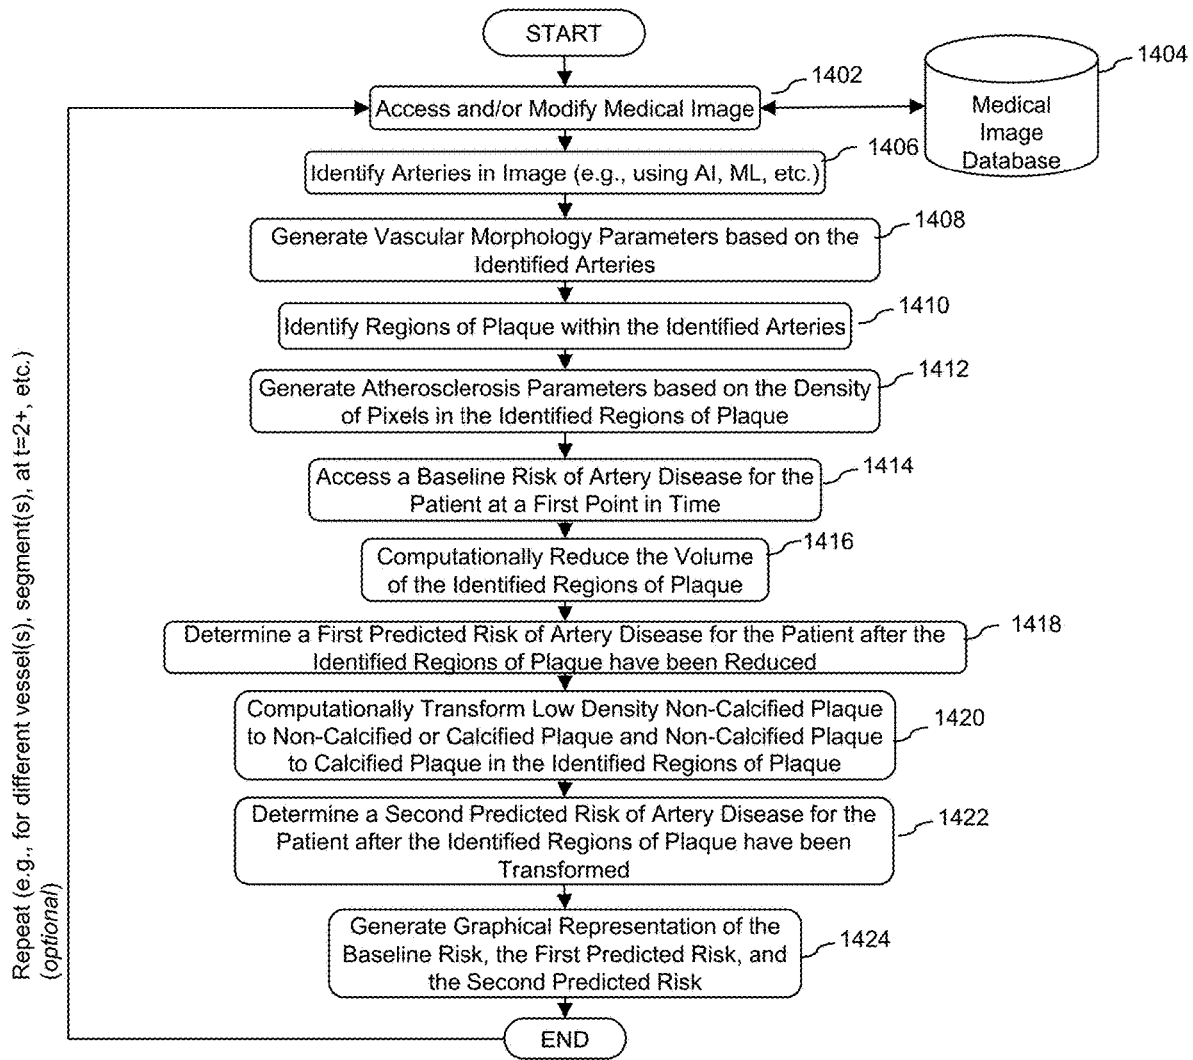 START
1402
Access and/or Modify Medical Image
1404
Medical
Image
Database
1406
Identify Arteries in Image (e.g., using AI, ML, etc.)
1408
Generate Vascular Morphology Parameters based on the
Identified Arteries
1410
Identify Regions of Plaque within the Identified Arteries
1412
Generate Atherosclerosis Parameters based on the Density
of Pixels in the Identified Regions of Plaque
1414
Access a Baseline Risk of Artery Disease for the
Patient at a First Point in Time
1416
Computationally Reduce the Volume
of the Identified Regions of Plaque
1418
Determine a First Predicted Risk of Artery Disease for the Patient after the
Identified Regions of Plaque have been Reduced
1420
Computationally Transform Low Density Non-Calcified Plaque
to Non-Calcified or Calcified Plaque and Non-Calcified Plaque
to Calcified Plaque in the Identified Regions of Plaque
1422
Determine a Second Predicted Risk of Artery Disease for the
Patient after the Identified Regions of Plaque have been
Transformed
1424
Generate Graphical Representation of the
Baseline Risk, the First Predicted Risk, and
the Second Predicted Risk
END
Repeat (e.g., for different vessel(s), segment(s), at t=2+, etc.)
(optional)